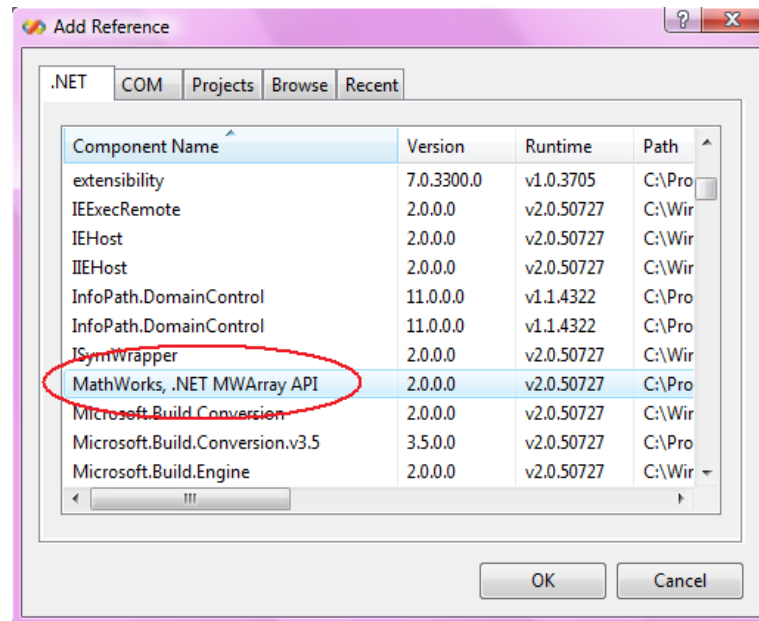 Add Reference
.NET COM Projects Browse Recent
Component Name Version Runtime Path
extensibility 7.0.3300.0 v1.0.3705 C:\Pro
IEExecRemote 2.0.0.0 v2.0.50727 C:\Wir
IEHost 2.0.0.0 v2.0.50727 C:\Wir
IIEHost 2.0.0.0 v2.0.50727 C:\Wir
InfoPath.DomainControl 11.0.0.0 v1.1.4322 C:\Pro
InfoPath.DomainControl 11.0.0.0 v1.1.4322 C:\Pro
ISymWrapper 2.0.0.0 v2.0.50727 C:\Wir
MathWorks, .NET MWArray API 2.0.0.0 v2.0.50727 C:\Pro
Microsoft.Build.Conversion 2.0.0.0 v2.0.50727 C:\Wir
Microsoft.Build.Conversion.v3.5 3.5.0.0 v2.0.50727 C:\Pro
Microsoft.Build.Engine 2.0.0.0 v2.0.50727 C:\Wir
OK Cancel